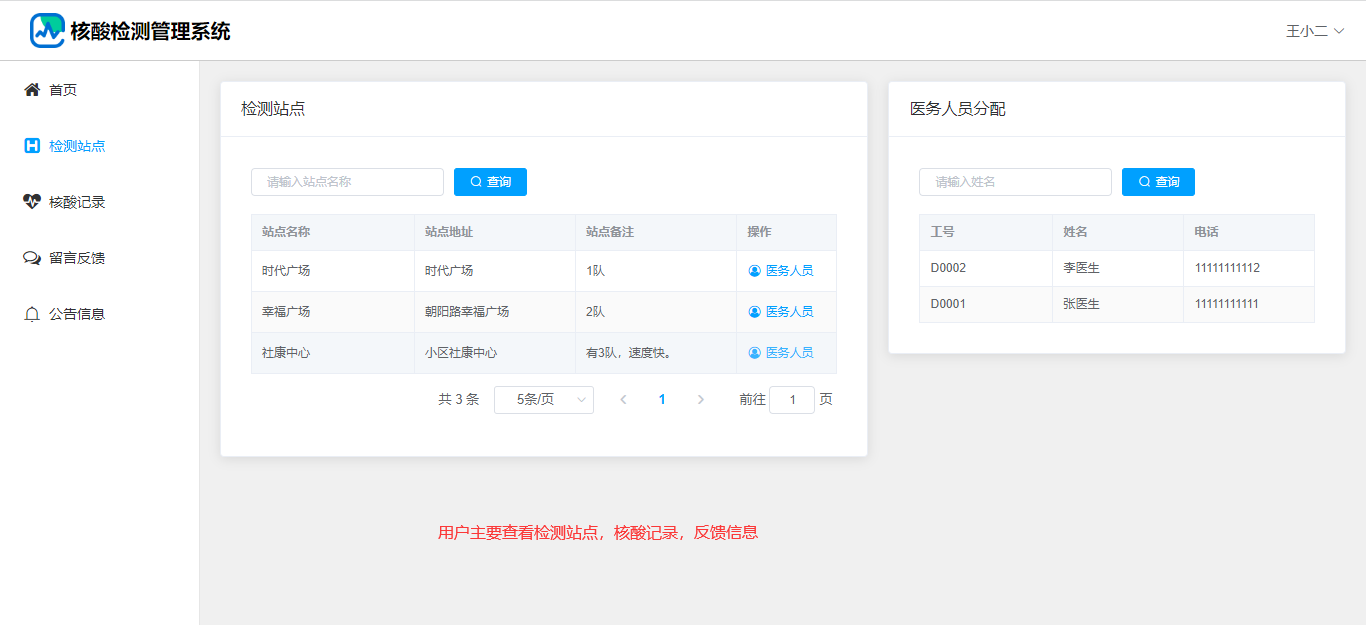 核酸检测管理系统
王小二
首页
检测站点
核酸记录
留言反馈
公告信息
检测站点
请输入站点名称 查询
站点名称 站点地址 站点备注 操作
时代广场 时代广场 1队 医务人员
幸福广场 朝阳路幸福广场 2队 医务人员
社康中心 小区社康中心 有3队，速度快。 医务人员
共 3 条 5条/页 1 前往 1 页
医务人员分配
请输入姓名 查询
工号 姓名 电话
D0002 李医生 11111111112
D0001 张医生 11111111111
用户主要查看检测站点，核酸记录，反馈信息